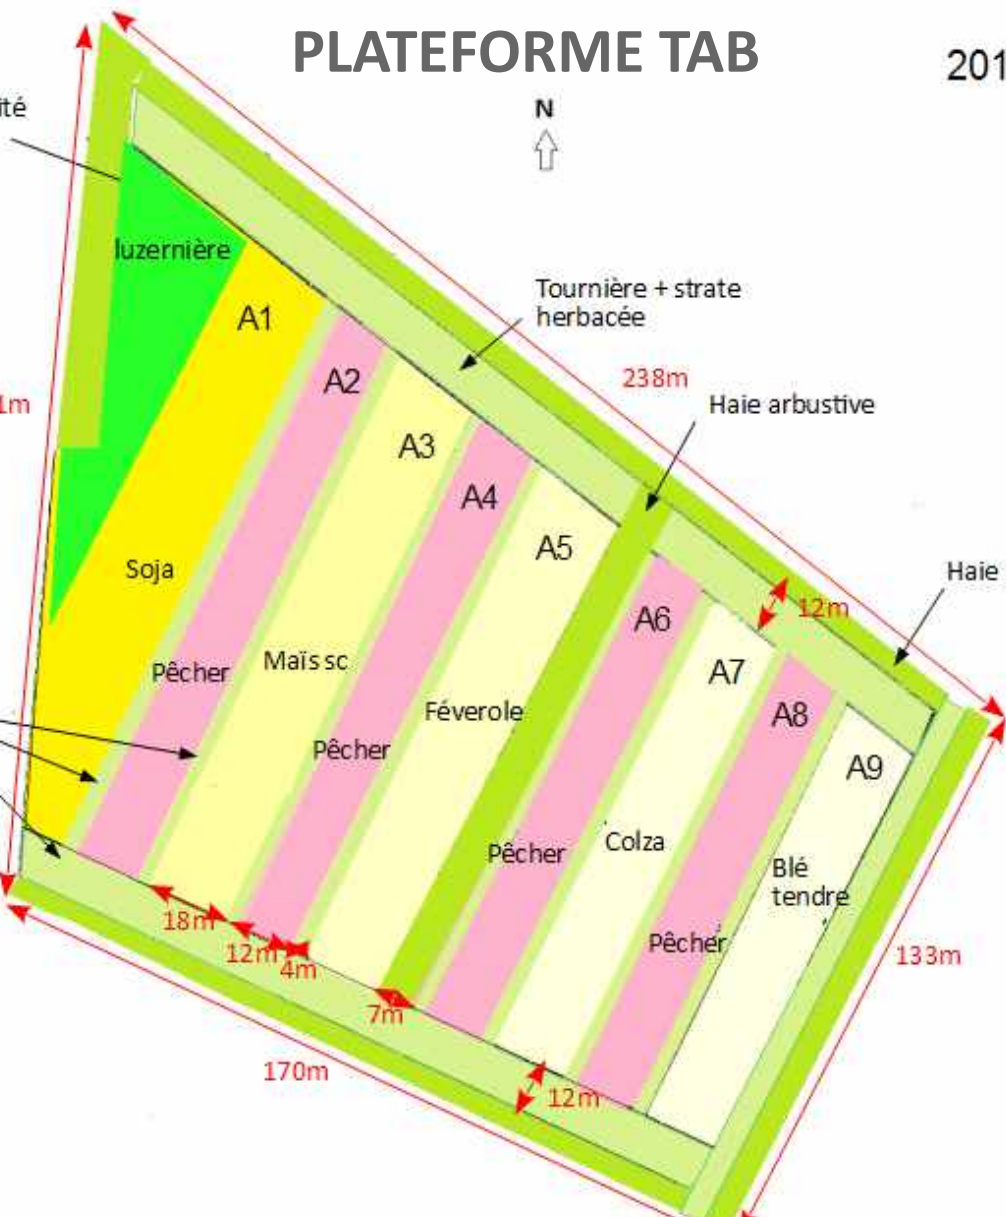 PLATEFORME TAB
201
N
ité
luzernière
A1
Tournière + strate
herbacée
A2
238m
1m
Haie arbustive
A3
A4
A5
Soja
Haie
12m
A6
Pêcher
Maïs sc
A7
Féverole
A8
Pêcher
A9
Colza
Pêcher
Blé
tendre
18m
12m
4m
Pêcher
133m
7m
170m
12m